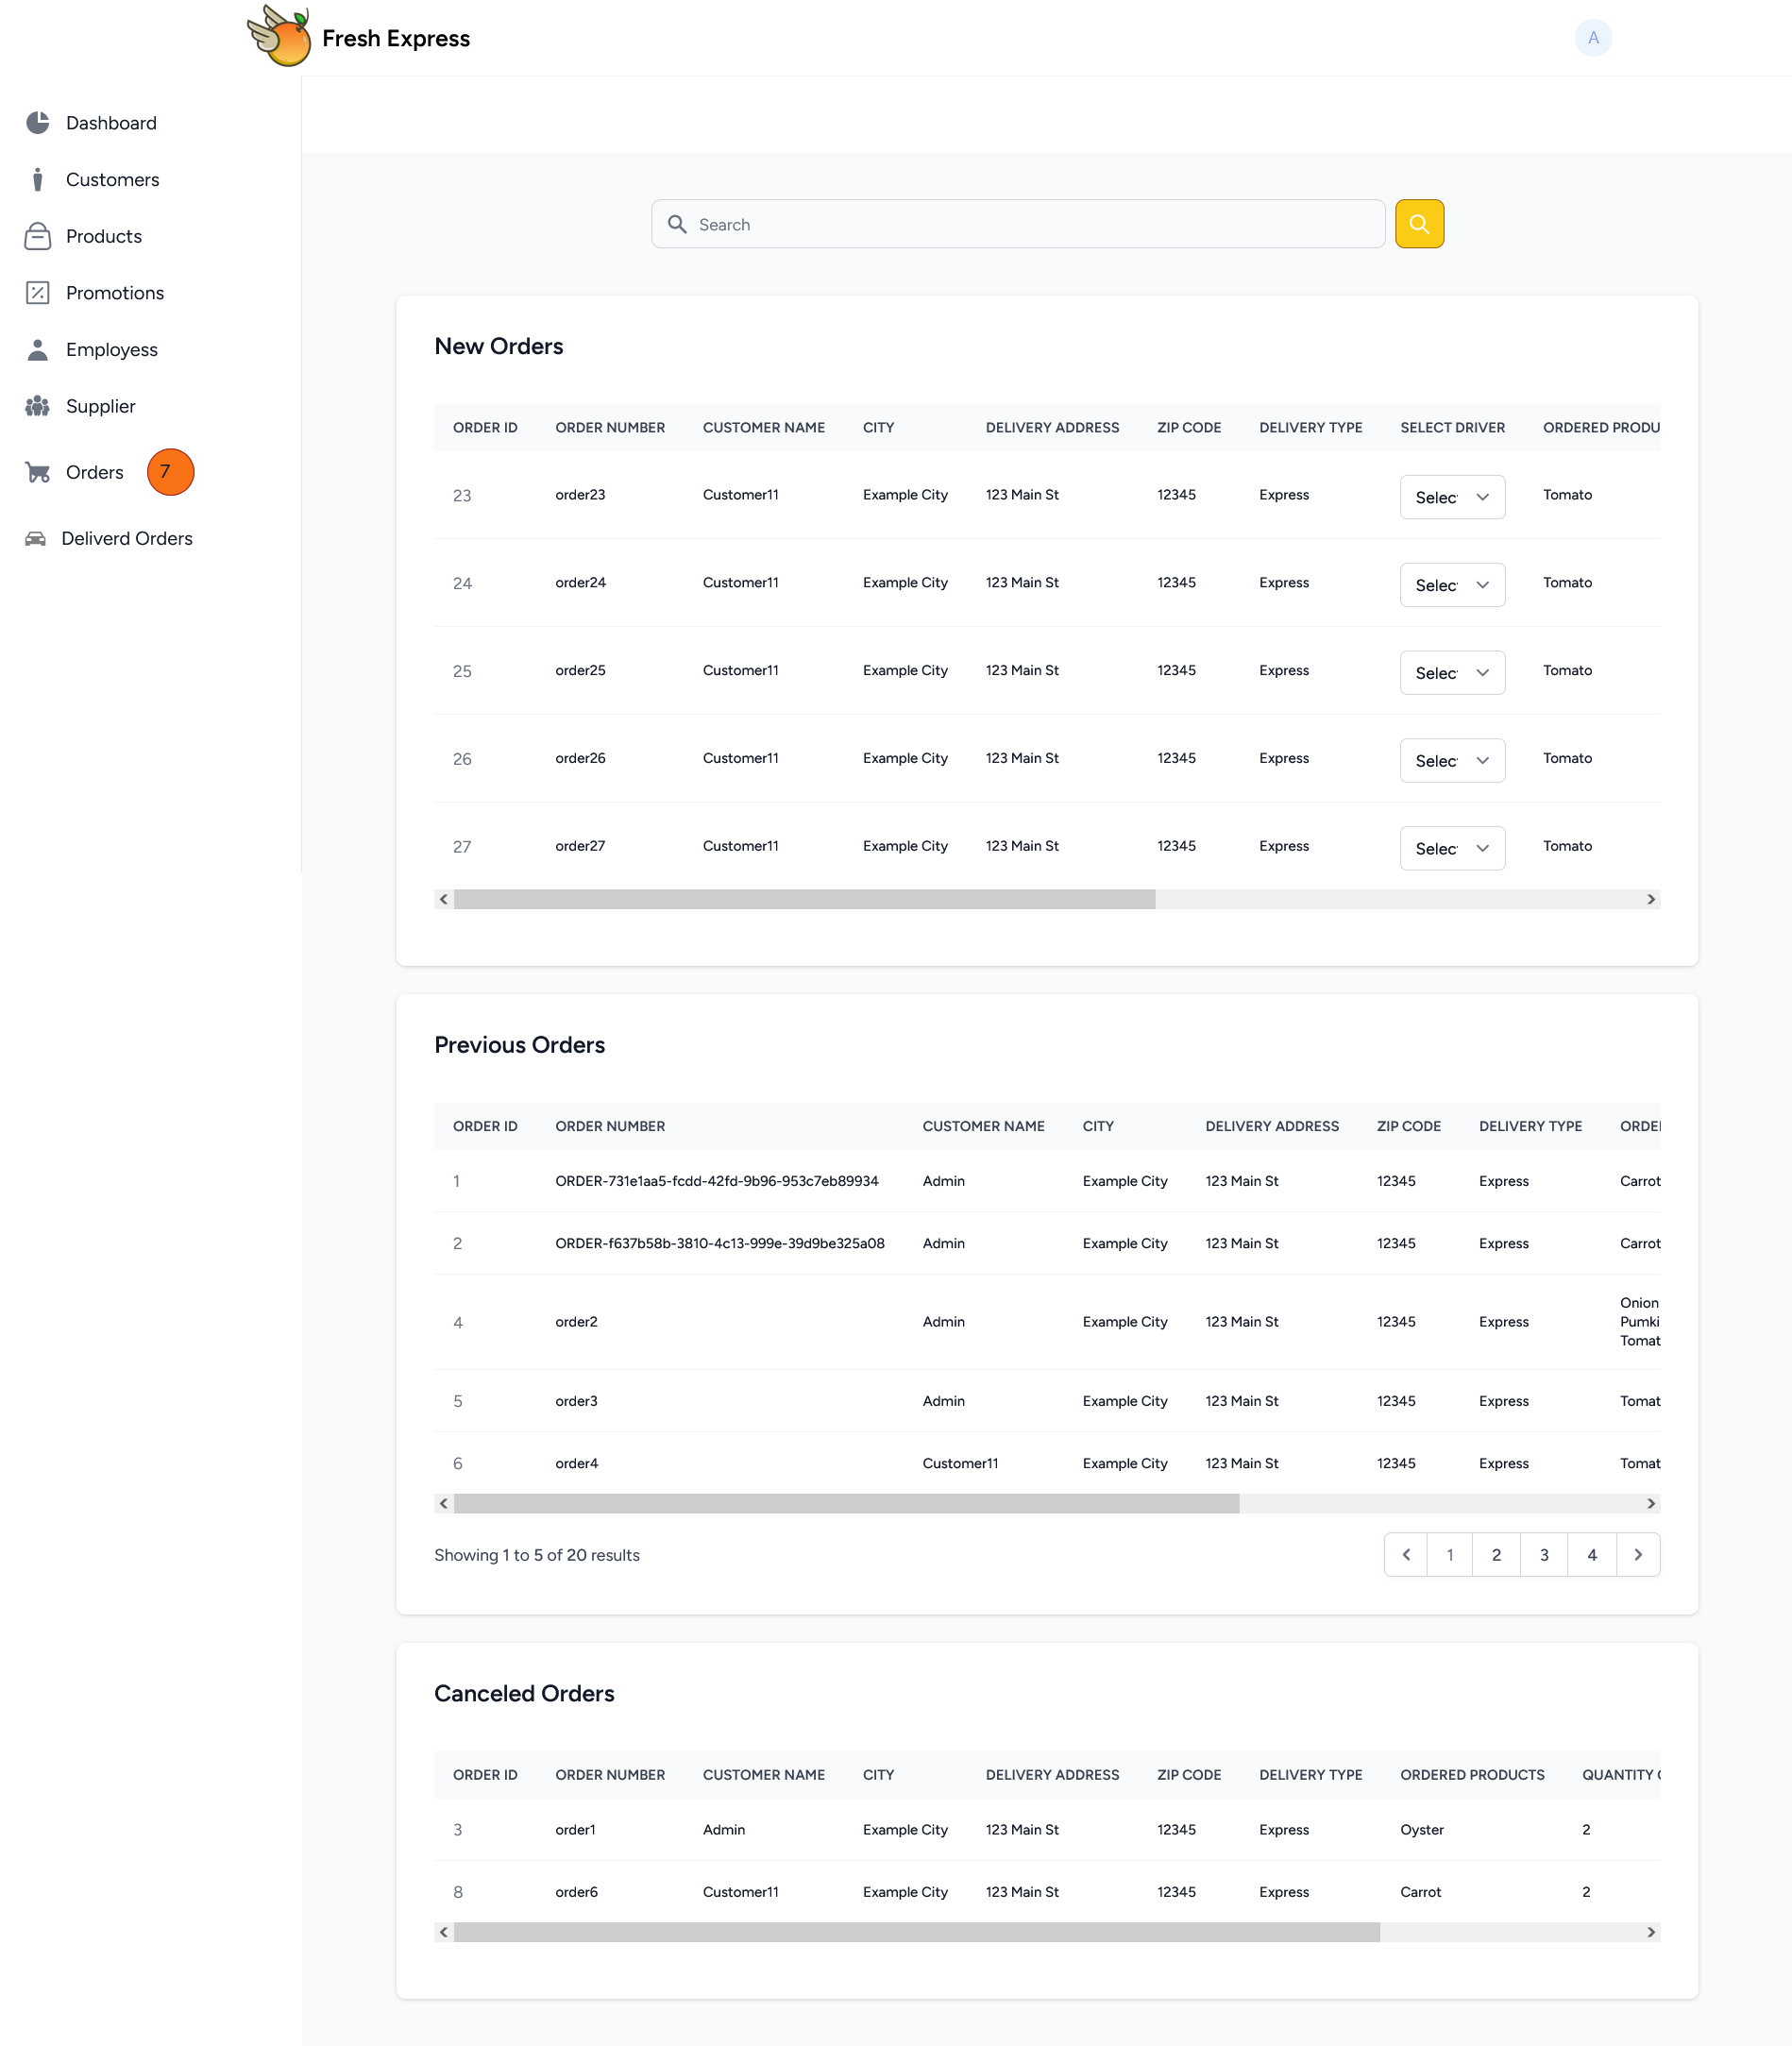 Fresh Express
A
Dashboard
Customers
Products
Promotions
Employess
Supplier
Orders 7
Deliverd Orders
Search
New Orders
ORDER ID ORDER NUMBER CUSTOMER NAME CITY DELIVERY ADDRESS ZIP CODE DELIVERY TYPE SELECT DRIVER ORDERED PRODU
23 order23 Customer11 Example City 123 Main St 12345 Express Selec Tomato
24 order24 Customer11 Example City 123 Main St 12345 Express Selec Tomato
25 order25 Customer11 Example City 123 Main St 12345 Express Selec Tomato
26 order26 Customer11 Example City 123 Main St 12345 Express Selec Tomato
27 order27 Customer11 Example City 123 Main St 12345 Express Selec Tomato
Previous Orders
ORDER ID ORDER NUMBER CUSTOMER NAME CITY DELIVERY ADDRESS ZIP CODE DELIVERY TYPE ORDE
1 ORDER-731e1aa5-fcdd-42fd-9b96-953c7eb89934 Admin Example City 123 Main St 12345 Express Carrot
2 ORDER-f637b58b-3810-4c13-999e-39d9be325a08 Admin Example City 123 Main St 12345 Express Carrot
4 order2 Admin Example City 123 Main St 12345 Express Onion
Pumki
Tomat
5 order3 Admin Example City 123 Main St 12345 Express Tomat
6 order4 Customer11 Example City 123 Main St 12345 Express Tomat
Showing 1 to 5 of 20 results
1 2 3 4
Canceled Orders
ORDER ID ORDER NUMBER CUSTOMER NAME CITY DELIVERY ADDRESS ZIP CODE DELIVERY TYPE ORDERED PRODUCTS QUANTITY
3 order1 Admin Example City 123 Main St 12345 Express Oyster 2
8 order6 Customer11 Example City 123 Main St 12345 Express Carrot 2